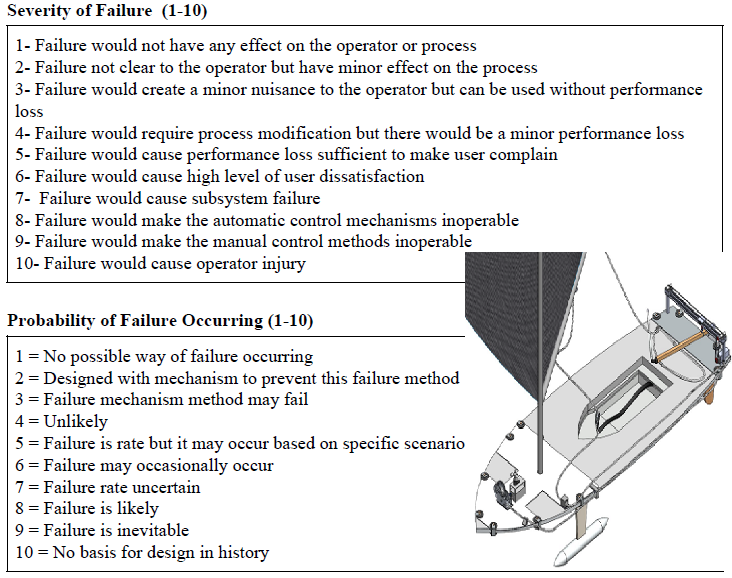 Severity of Failure (1-10)
1- Failure would not have any effect on the operator or process
2- Failure not clear to the operator but have minor effect on the process
3- Failure would create a minor nuisance to the operator but can be used without performance
loss
4- Failure would require process modification but there would be a minor performance loss
5- Failure would cause performance loss sufficient to make user complain
6- Failure would cause high level of user dissatisfaction
7- Failure would cause subsystem failure
8- Failure would make the automatic control mechanisms inoperable
9- Failure would make the manual control methods inoperable
10- Failure would cause operator injury
Probability of Failure Occurring (1-10)
1 = No possible way of failure occurring
2 = Designed with mechanism to prevent this failure method
3 = Failure mechanism method may fail
4 = Unlikely
5 = Failure is rate but it may occur based on specific scenario
6 = Failure may occasionally occur
7 = Failure rate uncertain
8 = Failure is likely
9 = Failure is inevitable
10 = No basis for design in history